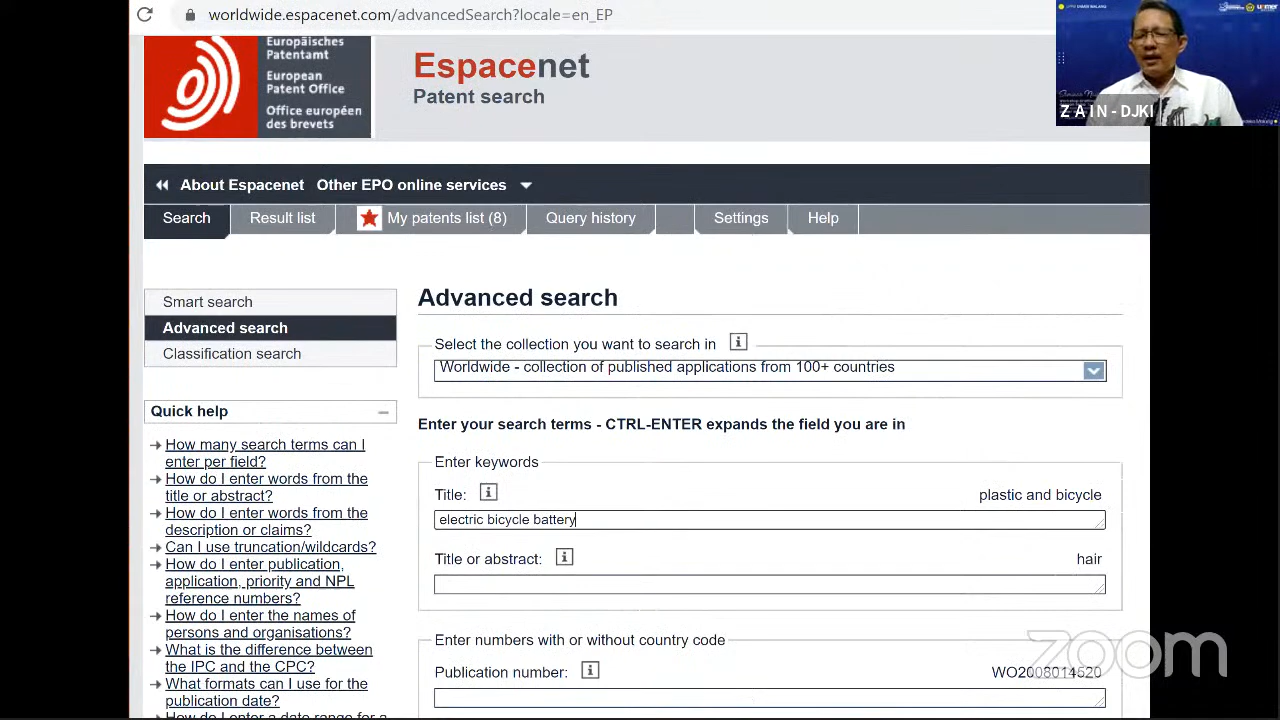 worldwide.espacenet.com/advancedSearch?locale=en_EP
Europäisches
Patentamt
European
Patent Office
Office européen
des brevets
Espacenet
Patent search
Z A I N - DJKI
About Espacenet Other EPO online services
Search Result list My patents list (8) Query history Settings Help
Smart search
Advanced search
Classification search
Quick help
How many search terms can I
enter per field?
How do I enter words from the
title or abstract?
How do I enter words from the
description or claims?
Can I use truncation/wildcards?
How do I enter publication,
application, priority and NPL
reference numbers?
How do I enter the names of
persons and organisations?
What is the difference between
the IPC and the CPC?
What formats can I use for the
publication date?
How do I enter a date range for a
Advanced search
Select the collection you want to search in
Worldwide - collection of published applications from 100+ countries
Enter your search terms - CTRL-ENTER expands the field you are in
Enter keywords
Title: plastic and bicycle
electric bicycle battery
Title or abstract: hair
Enter numbers with or without country code
Publication number: WO2008014520
zoom